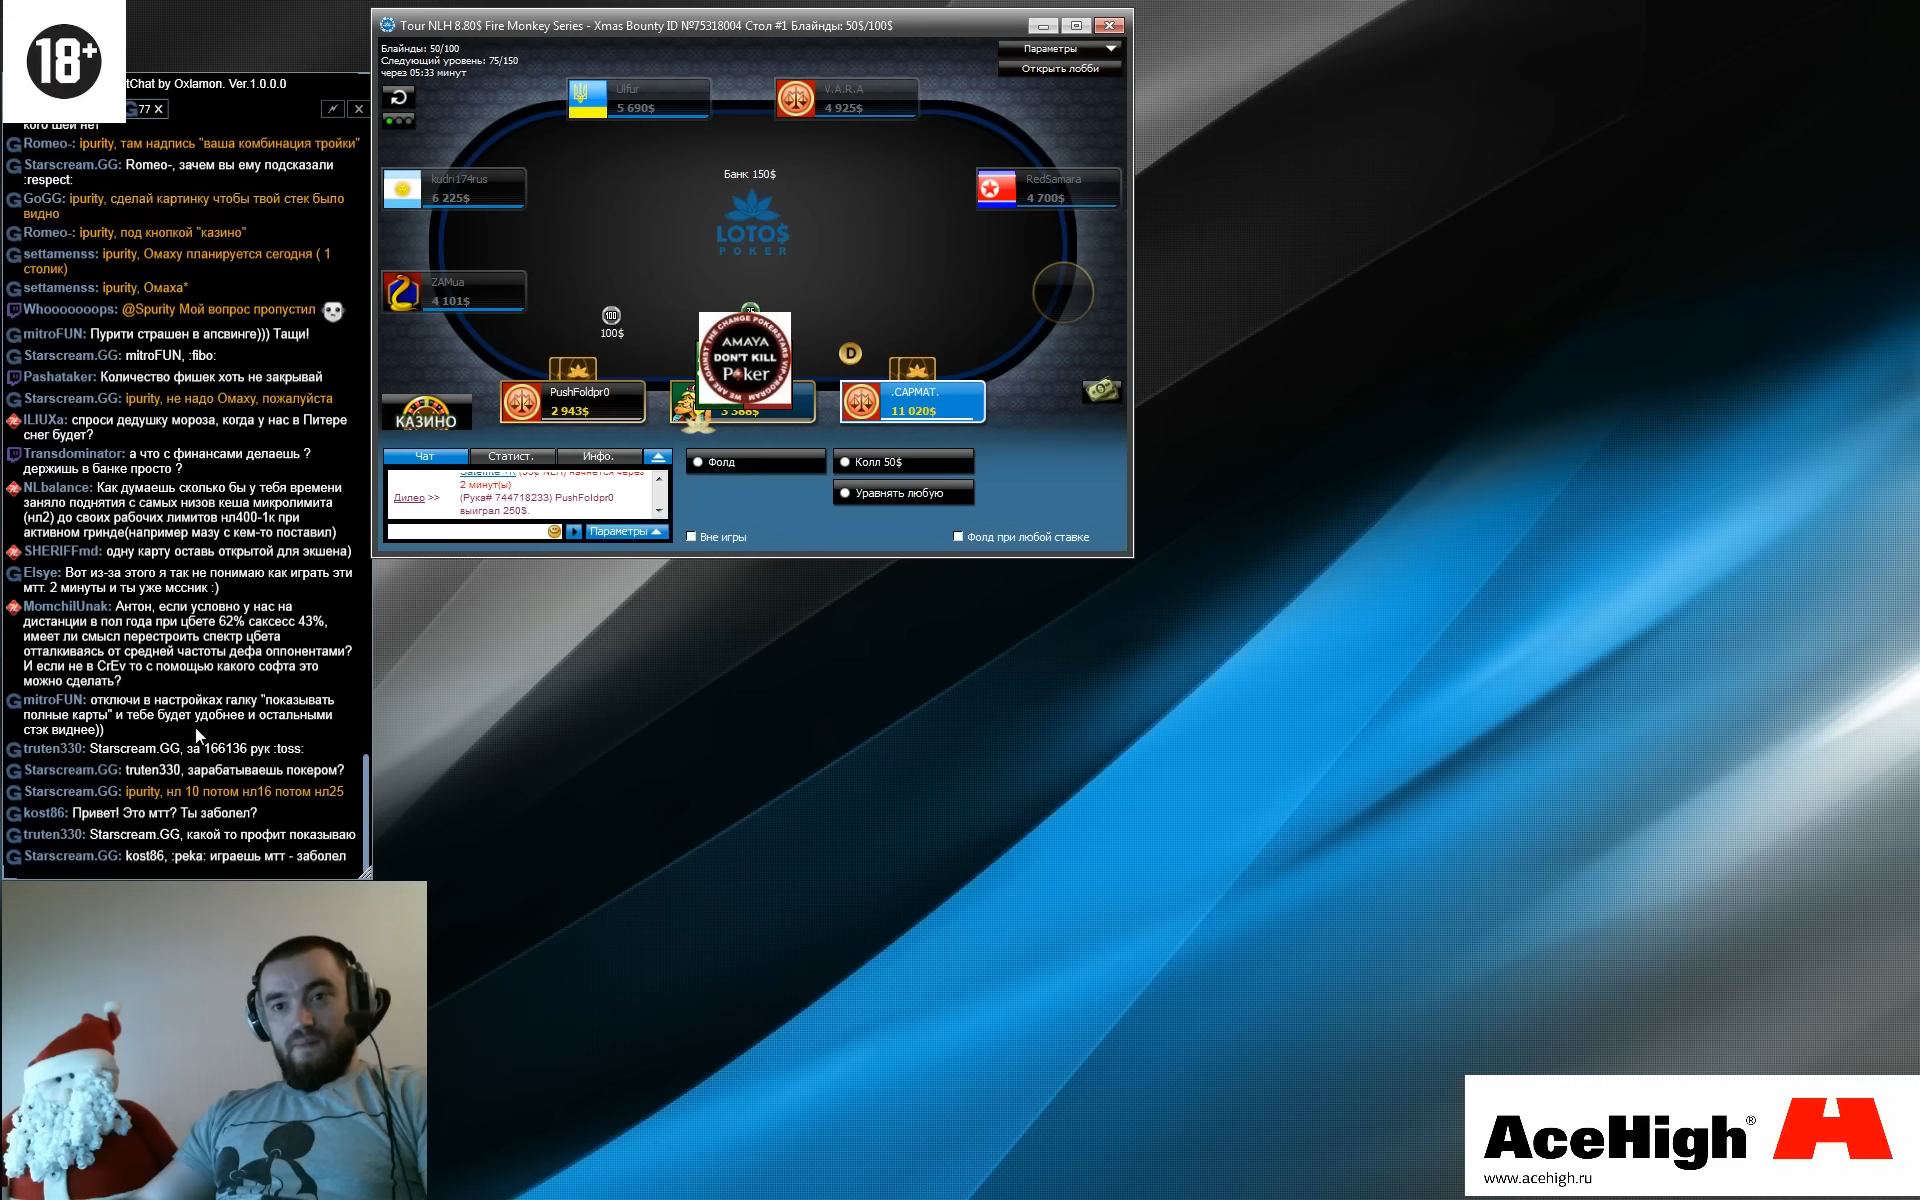 18+
tChat by Oxlamon. Ver.1.0.0.0
77 X
кого шей нет
Romeo-: ipurity, там надпись "ваша комбинация тройки"
Starscream.GG: Romeo-, зачем вы ему подсказали
:respect:
GoGG: ipurity, сделай картинку чтобы твой стек было
видно
Romeo-: ipurity, под кнопкой "казино"
settamenss: ipurity, Омаху планируется сегодня ( 1
столик)
settamenss: ipurity, Омаха*
Whooooooops: @Spurity Мой вопрос пропустил
mitroFUN: Пурити страшен в апсвинге))) Тащи!
Starscream.GG: mitroFUN, :fibo:
Pashataker: Количество фишек хоть не закрывай
Starscream.GG: ipurity, не надо Омаху, пожалуйста
ILIUXa: спроси дедушку мороза, когда у нас в Питере
снег будет?
Transdominator: а что с финансами делаешь ?
держишь в банке просто ?
NLbalance: Как думаешь сколько бы у тебя времени
заняло поднятия с самых низов кеша микролимита
(нл2) до своих рабочих лимитов нл400-1к при
активном гринде(например мазу с кем-то поставил)
SHERIFFmd: одну карту оставь открытой для экшена)
Elsye: Вот из-за этого я так не понимаю как играть эти
мтт. 2 минуты и ты уже мссник :)
MomchilUnak: Антон, если условно у нас на
дистанции в пол года при цбете 62% саксесс 43%,
имеет ли смысл перестроить спектр цбета
отталкиваясь от средней частоты дефа оппонентами?
И если не в CrEv то с помощью какого софта это
можно сделать?
mitroFUN: отключи в настройках галку "показывать
полные карты" и тебе будет удобнее и остальными
стэк виднее))
truten330: Starscream.GG, за 166136 рук :toss:
Starscream.GG: truten330, зарабатываешь покером?
Starscream.GG: ipurity, нл 10 потом нл16 потом нл25
kost86: Привет! Это мтт? Ты заболел?
truten330: Starscream.GG, какой то профит показываю
Starscream.GG: kost86, :peka: играешь мтт - заболел
Tour NLH 8.80$ Fire Monkey Series - Xmas Bounty ID №75318004 Стол #1 Блайнды: 50$/100$
Блайнды: 50/100
Следующий уровень: 75/150
через 05:33 минут
Параметры
Открыть лобби
Ulfur
5 690$
V.A.R.A
4 925$
kudri174rus
6 225$
Банк 150$
RedSamara
4 700$
LOTO$
POKER
ZAMua
4 101$
100
100$
WE ARE AGAINST THE CHANGE POKERSTARS VIP-PROGRAM
AMAYA
DON'T KILL
Poker
D
PushFoldpr0
2 943$
.САРМАТ.
11 020$
КАЗИНО
Чат
Статист.
Инфо.
2 минут(ы)
Дилер >> (Рука# 744718233) PushFoldpr0
выиграл 250$.
Параметры
Фолд
Колл 50$
Уравнять любую
Вне игры
Фолд при любой ставке
AceHigh®
www.acehigh.ru